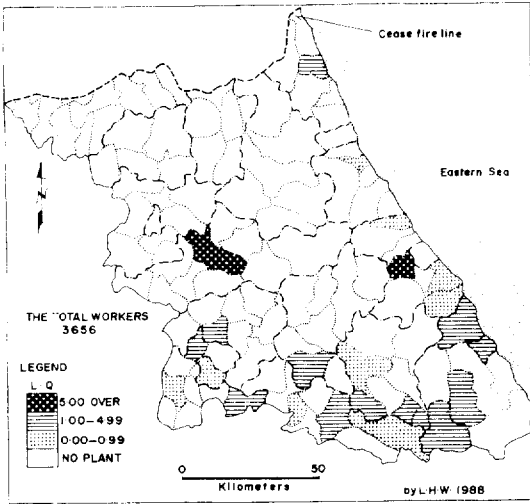 Cease fire line
Eastern Sea
N
THE TOTAL WORKERS
3656
LEGEND
L Q
5.00 OVER
1.00-4.99
0.00-0.99
NO PLANT
0 50
Kilometers
by L.H.W. 1988